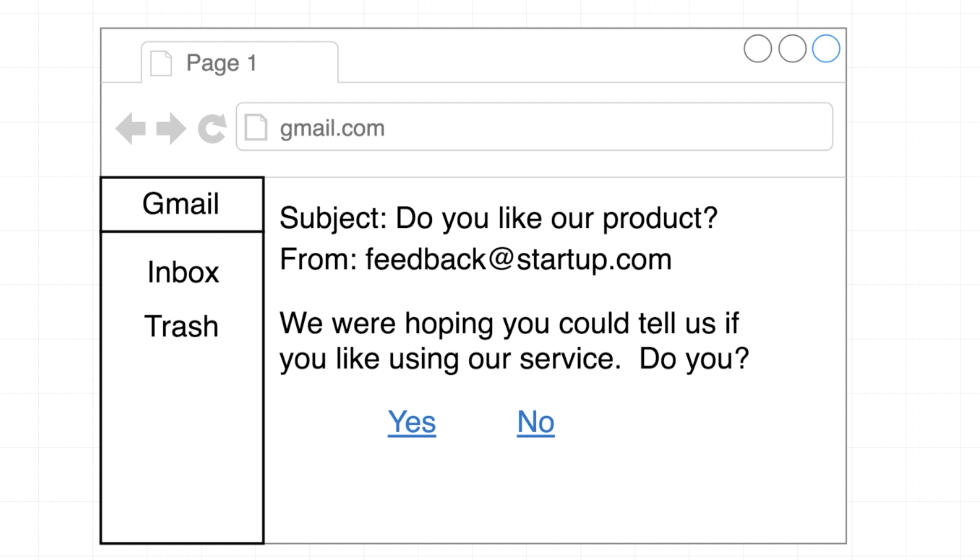 Page 1
gmail.com
Gmail
Inbox
Trash
Subject: Do you like our product?
From: feedback@startup.com
We were hoping you could tell us if
you like using our service.  Do you?
Yes No